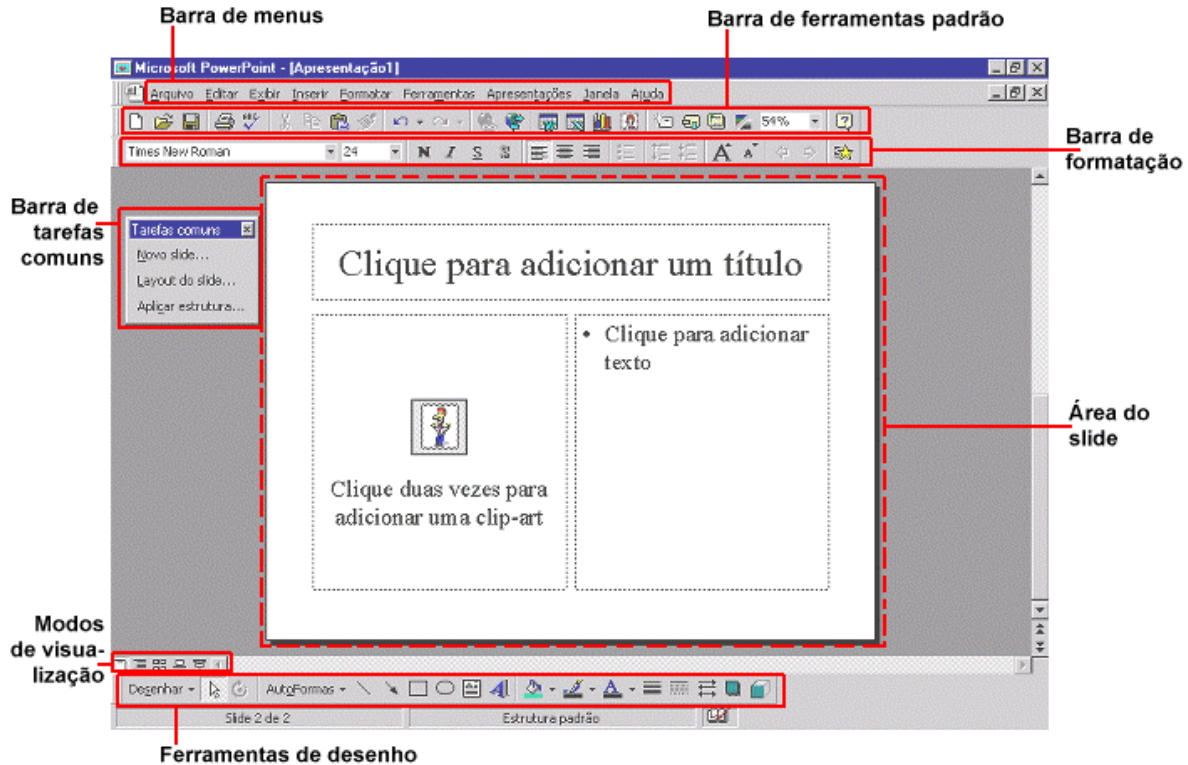 Barra de menus
Barra de ferramentas padrão
Microsoft PowerPoint - [Apresentação1]
Arquivo Editar Exibir Inserir Formatar Ferramentas Apresentações Janela Ajuda
54%
Times New Roman 24 N I S S A A
Barra de
formatação
Barra de
tarefas
comuns
Tarefas comuns
Novo slide...
Layout do slide...
Aplicar estrutura...
Clique para adicionar um título
• Clique para adicionar
texto
Clique duas vezes para
adicionar uma clip-art
Área do
slide
Modos
de visua-
lização
Desenhar AutoFormas A A
Slide 2 de 2 Estrutura padrão
Ferramentas de desenho